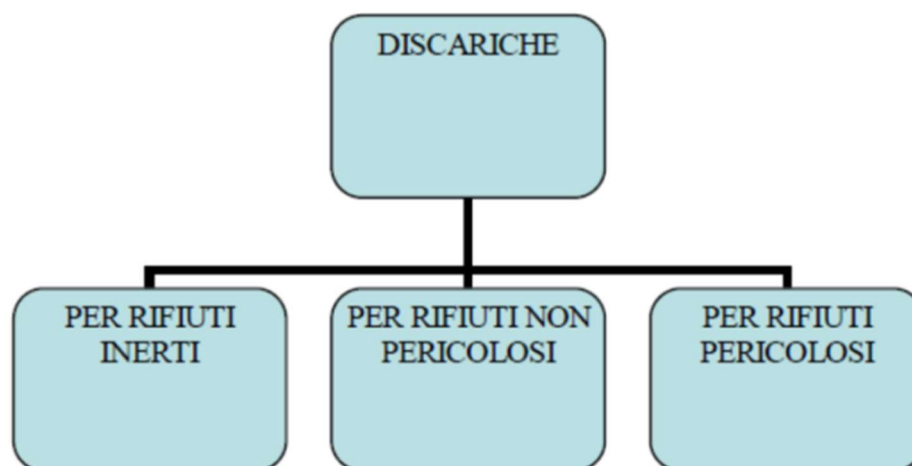 DISCARICHE
PER RIFIUTI
INERTI
PER RIFIUTI NON
PERICOLOSI
PER RIFIUTI
PERICOLOSI